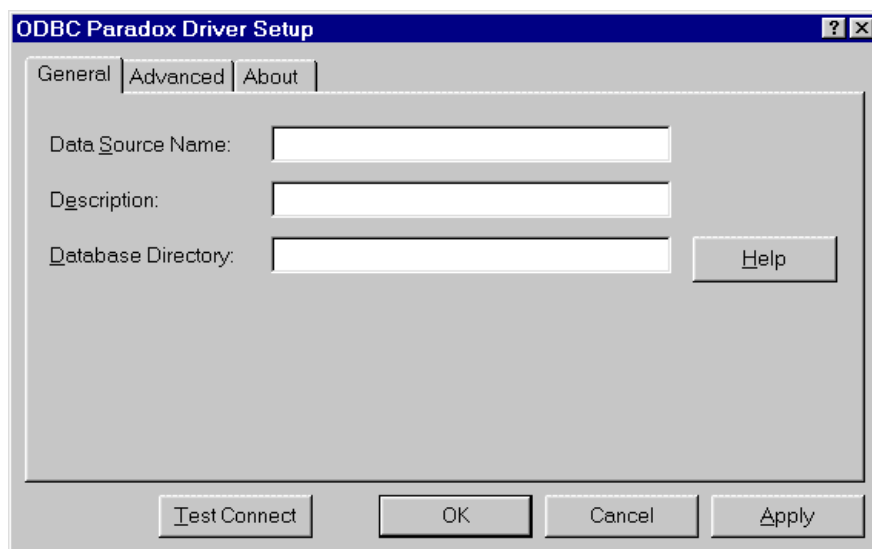 ODBC Paradox Driver Setup
General Advanced About
Data Source Name:
Description:
Database Directory:
Help
Test Connect OK Cancel Apply